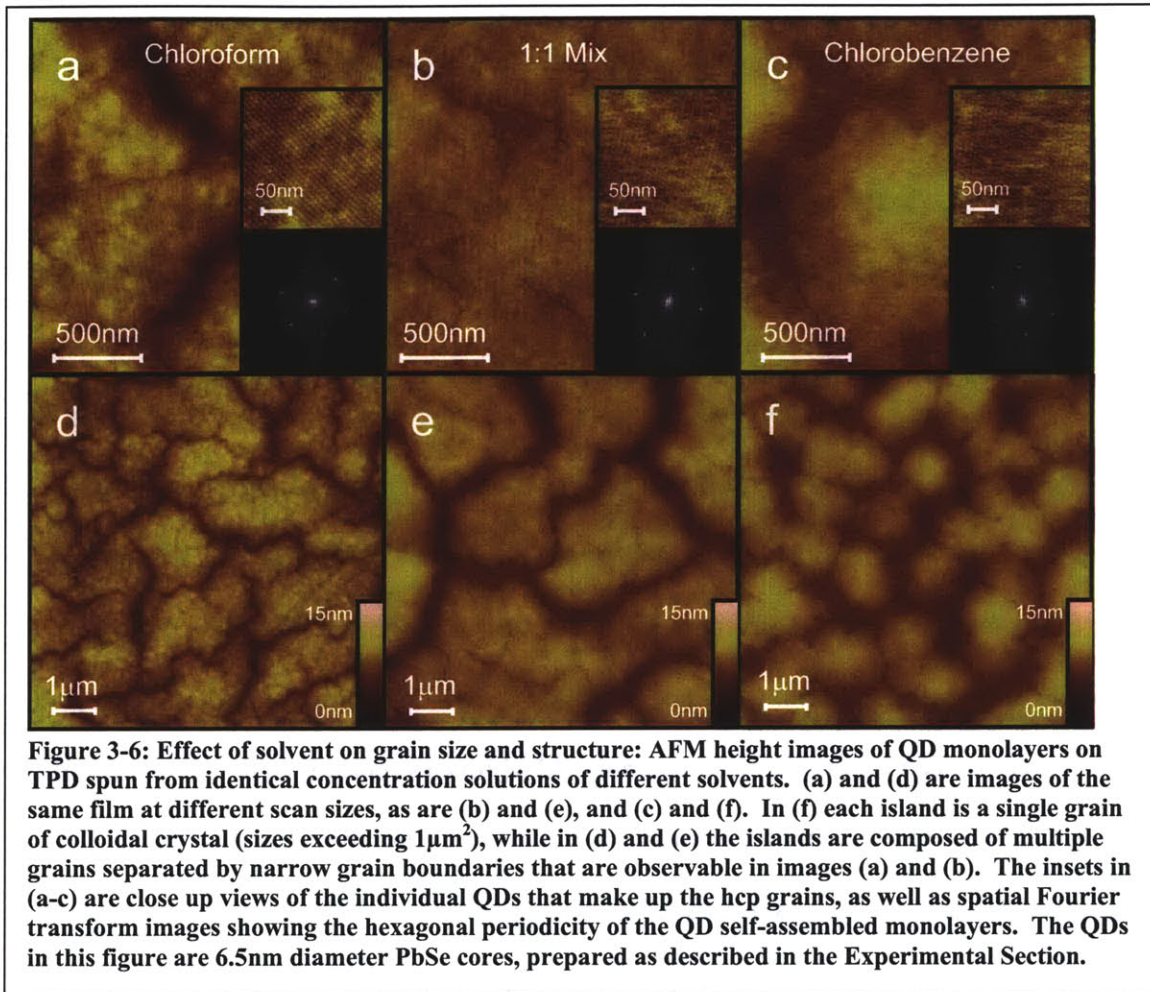 a Chloroform
b 1:1 Mix
c Chlorobenzene
50nm
50nm
50nm
500nm
500nm
500nm
d
e
f
15nm
15nm
15nm
1μm
1μm
1μm
0nm
0nm
0nm
Figure 3-6: Effect of solvent on grain size and structure: AFM height images of QD monolayers on
TPD spun from identical concentration solutions of different solvents. (a) and (d) are images of the
same film at different scan sizes, as are (b) and (e), and (c) and (f). In (f) each island is a single grain
of colloidal crystal (sizes exceeding 1μm²), while in (d) and (e) the islands are composed of multiple
grains separated by narrow grain boundaries that are observable in images (a) and (b). The insets in
(a-c) are close up views of the individual QDs that make up the hcp grains, as well as spatial Fourier
transform images showing the hexagonal periodicity of the QD self-assembled monolayers. The QDs
in this figure are 6.5nm diameter PbSe cores, prepared as described in the Experimental Section.